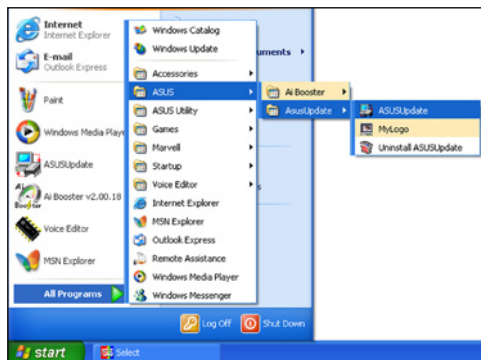 Internet
Internet Explorer
E-mail
Outlook Express
Paint
Windows Media Play
ASUSUpdate
Ai Booster v2.00.18
Voice Editor
MSN Explorer
All Programs
Windows Catalog
Windows Update
Accessories
ASUS
ASUS Utility
Games
Marvell
Startup
Voice Editor
Internet Explorer
MSN Explorer
Outlook Express
Remote Assistance
Windows Media Player
Windows Messenger
uments
Ai Booster
AsusUpdate
ASUSUpdate
MyLogo
Uninstall ASUSUpdate
Log Off
Shut Down
start
Select